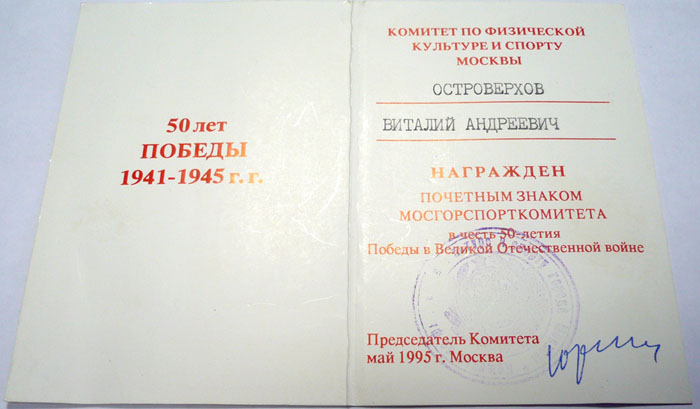 50 лет
ПОБЕДЫ
1941-1945 г. г.
КОМИТЕТ ПО ФИЗИЧЕСКОЙ
КУЛЬТУРЕ И СПОРТУ
МОСКВЫ
ОСТРОВЕРХОВ
ВИТАЛИЙ АНДРЕЕВИЧ
НАГРАЖДЕН
ПОЧЕТНЫМ ЗНАКОМ
МОСГОРСПОРТКОМИТЕТА
в честь 50-летия
Победы в Великой Отечественной войне
Председатель Комитета
май 1995 г. Москва